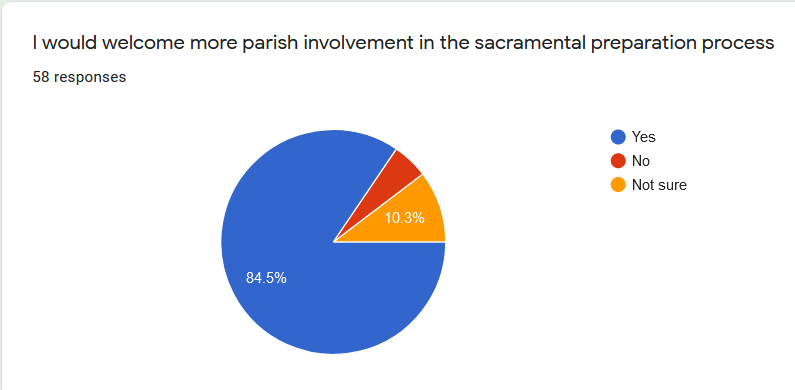 I would welcome more parish involvement in the sacramental preparation process
58 responses
Yes
No
Not sure
10.3%
84.5%